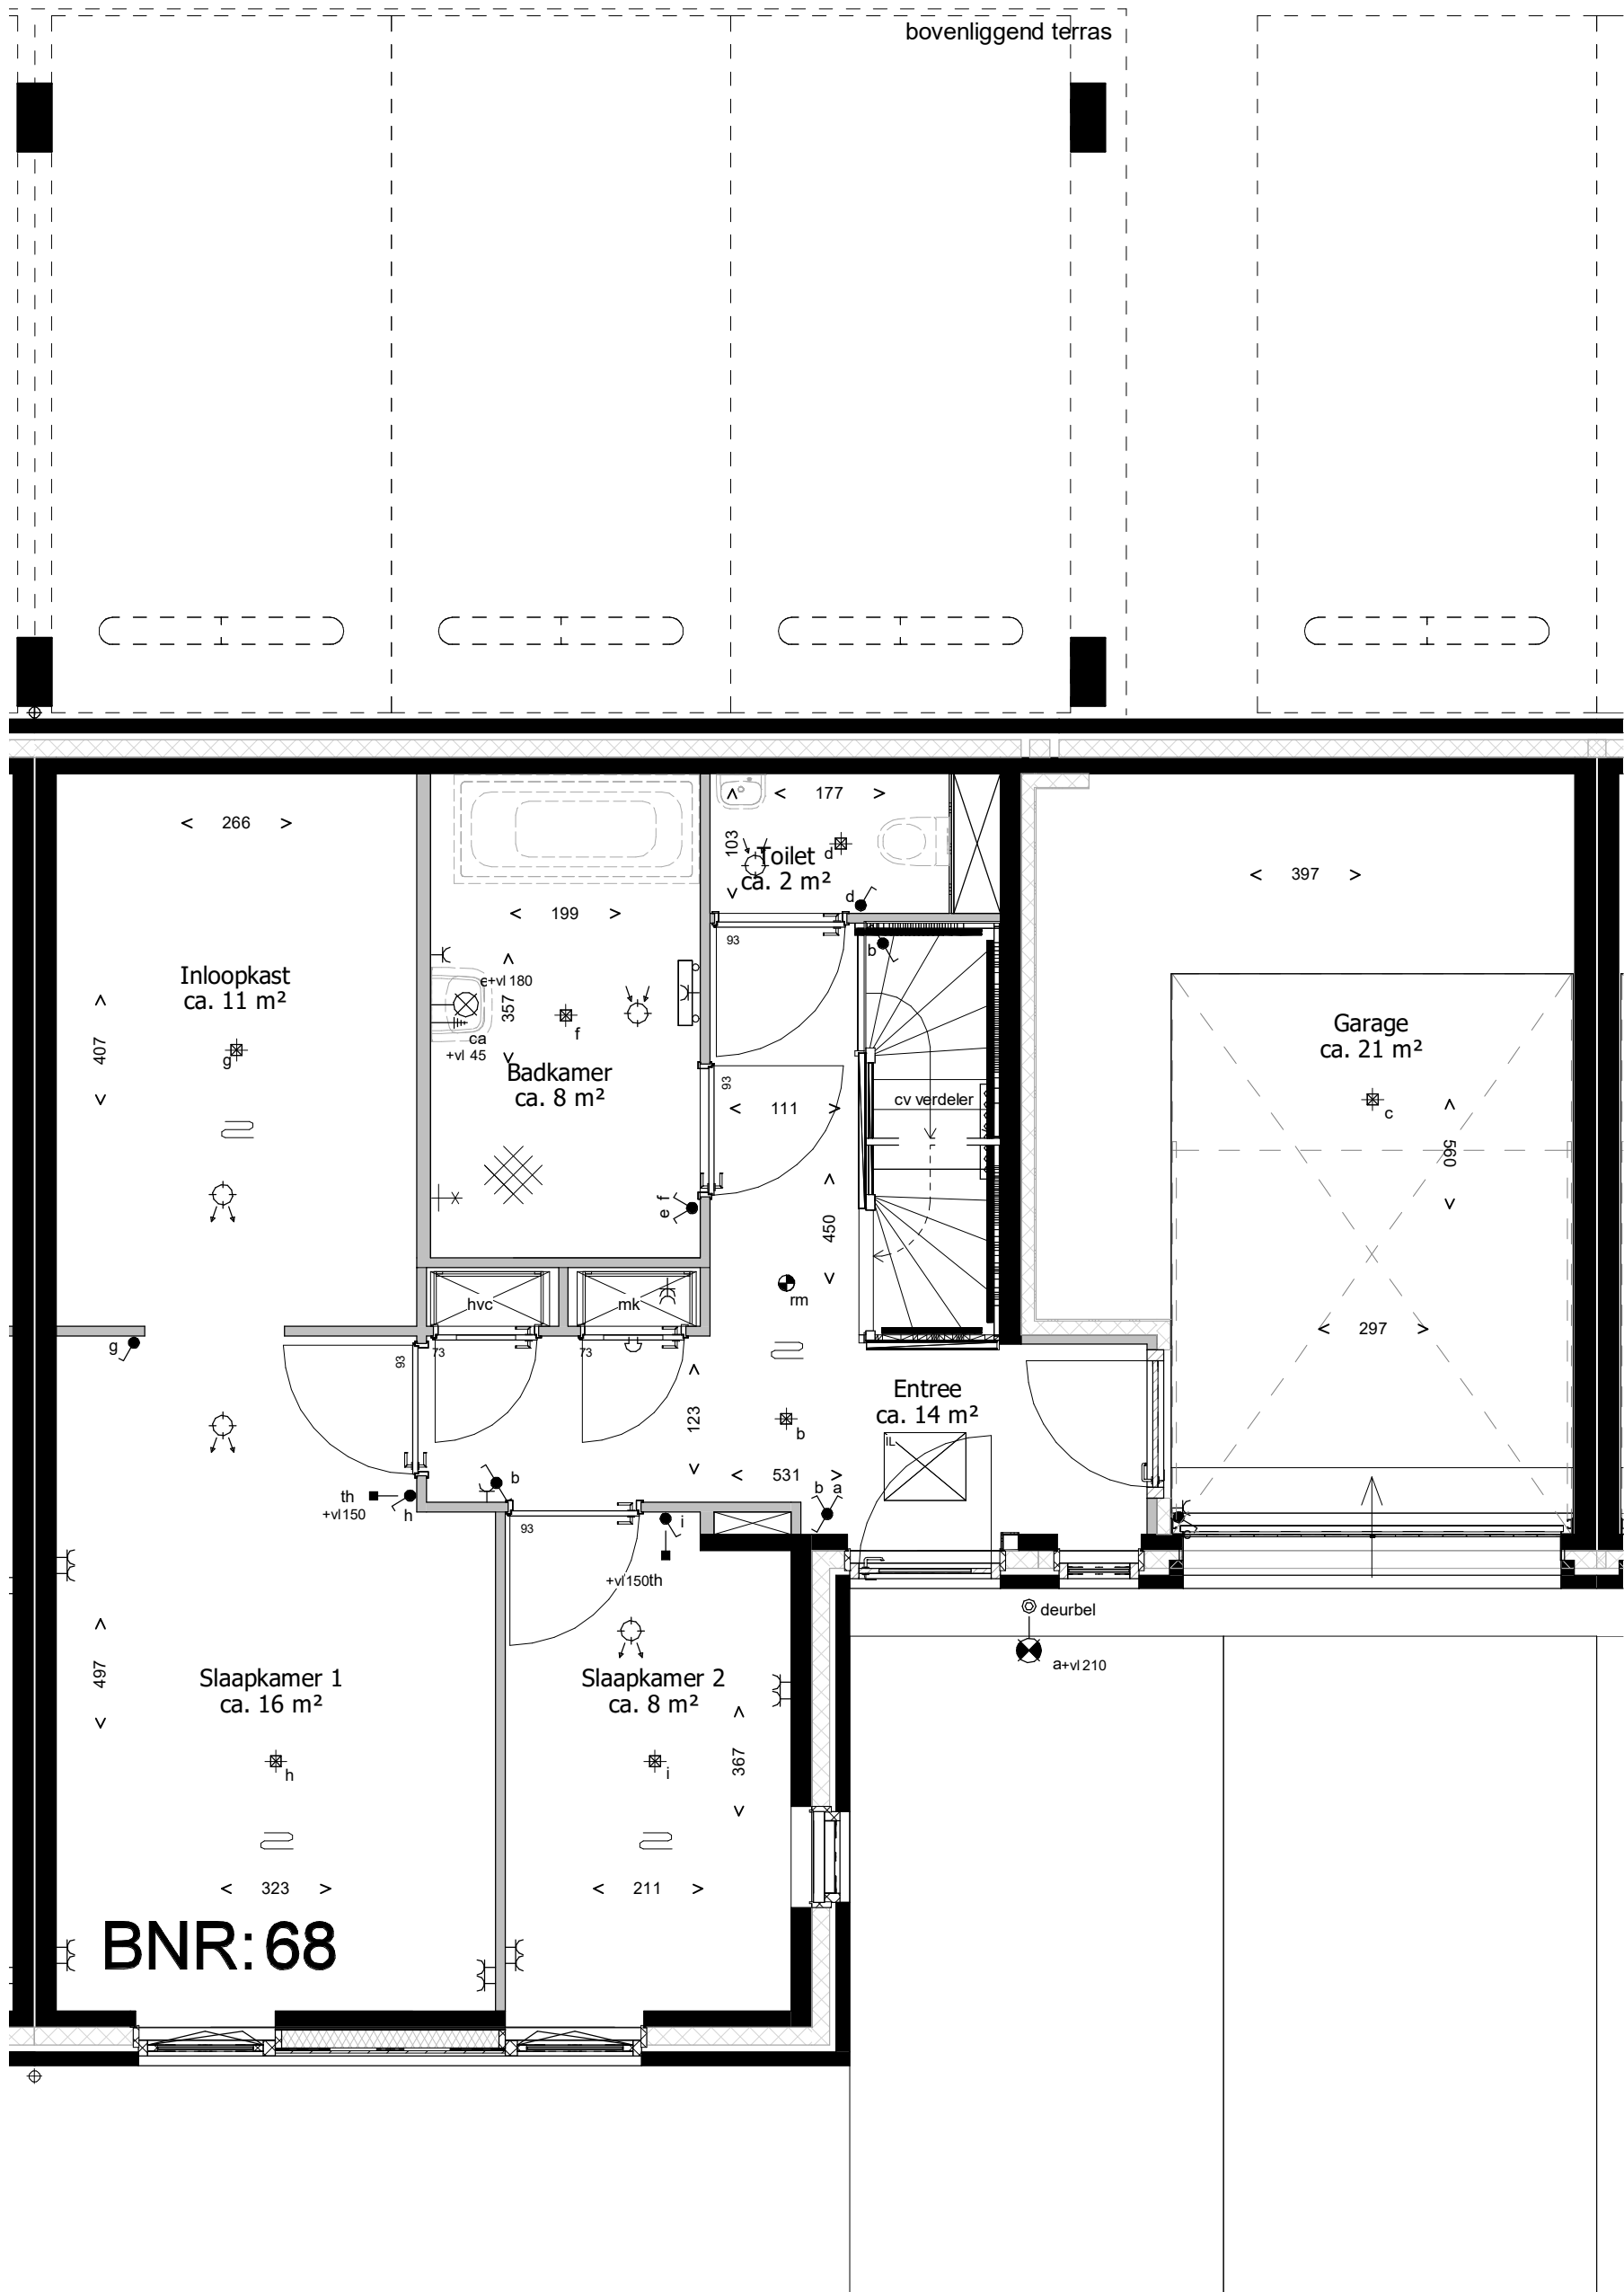 bovenliggend terras
266
177
103
Toilet
ca. 2 m²
d
d
397
199
93
b
Inloopkast
ca. 11 m²
407
g
e+vl 180
357
f
ca
+vl 45
Badkamer
ca. 8 m²
93
111
cv verdeler
Garage
ca. 21 m²
c
560
e f
450
hvc
mk
rm
297
g
93
73
73
123
Entree
ca. 14 m²
iL
b
531
b a
b
th
+vl150
h
93
i
c
+vl150th
deurbel
a+vl 210
497
Slaapkamer 1
ca. 16 m²
Slaapkamer 2
ca. 8 m²
367
h
i
323
211
BNR: 68